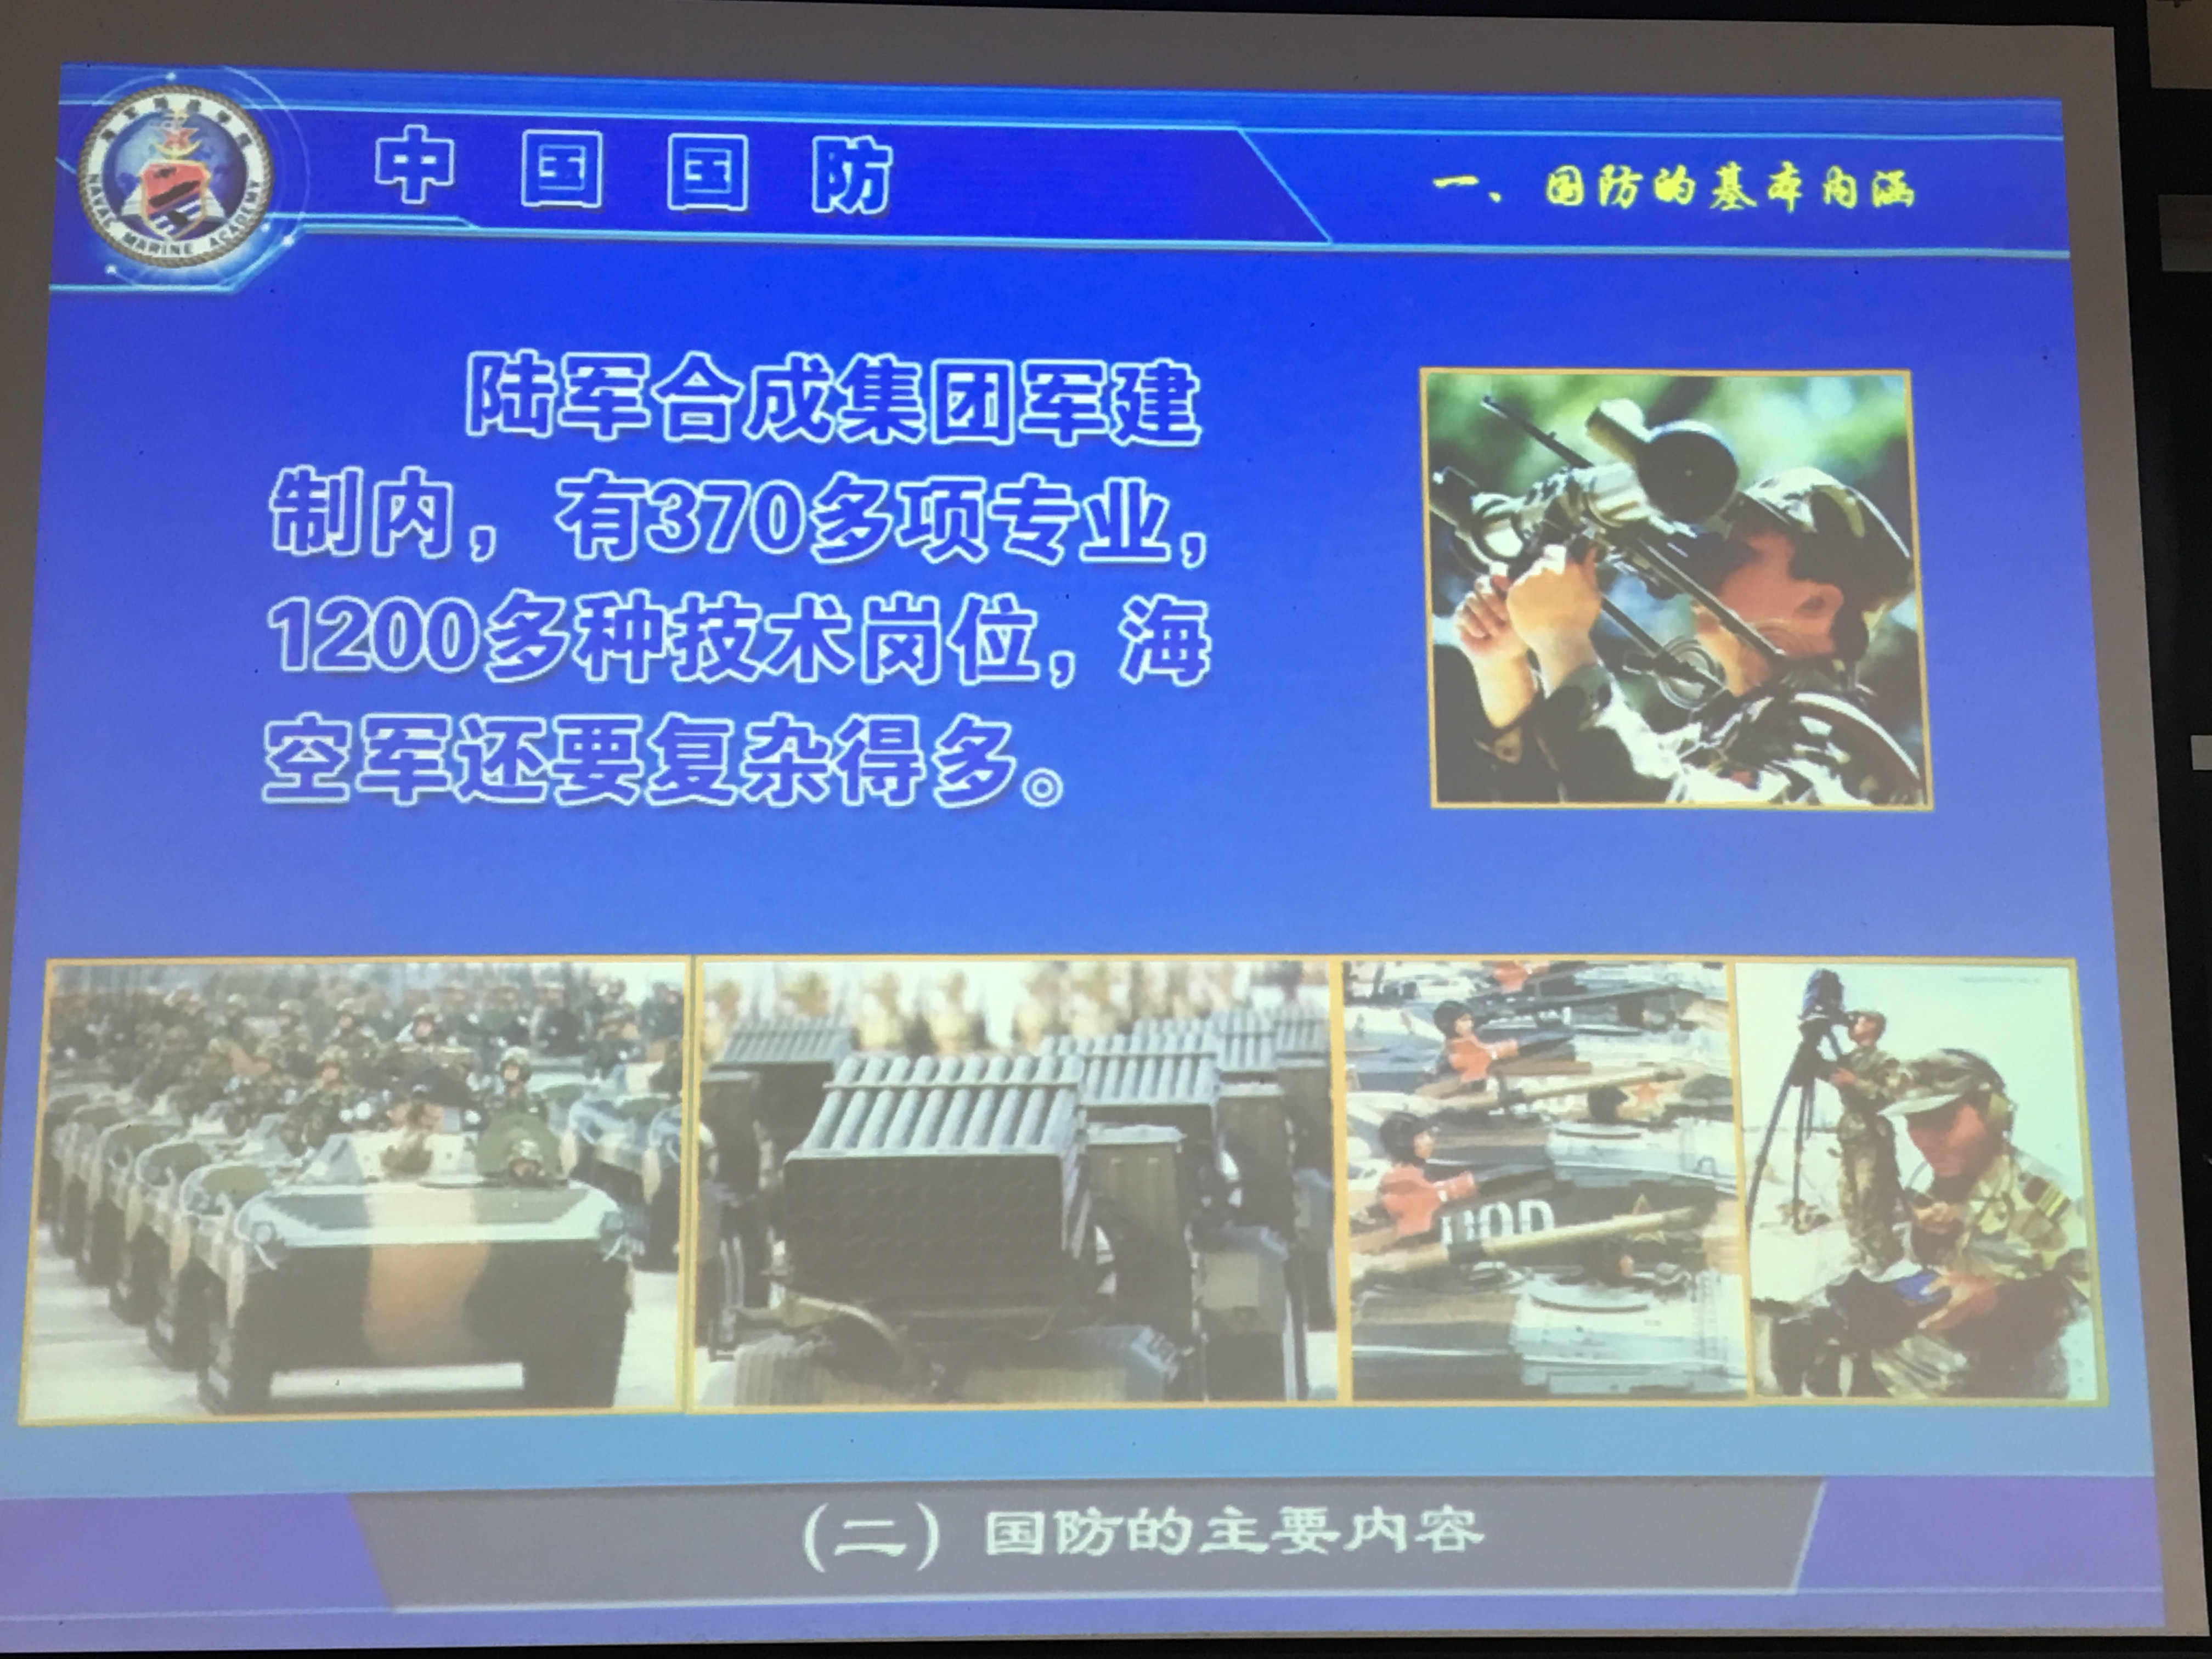 中国国防
一、国防的基本内涵
NAVAL MARINE ACADEMY
陆军合成集团军建
制内，有370多项专业，
1200多种技术岗位，海
空军还要复杂得多。
(二) 国防的主要内容